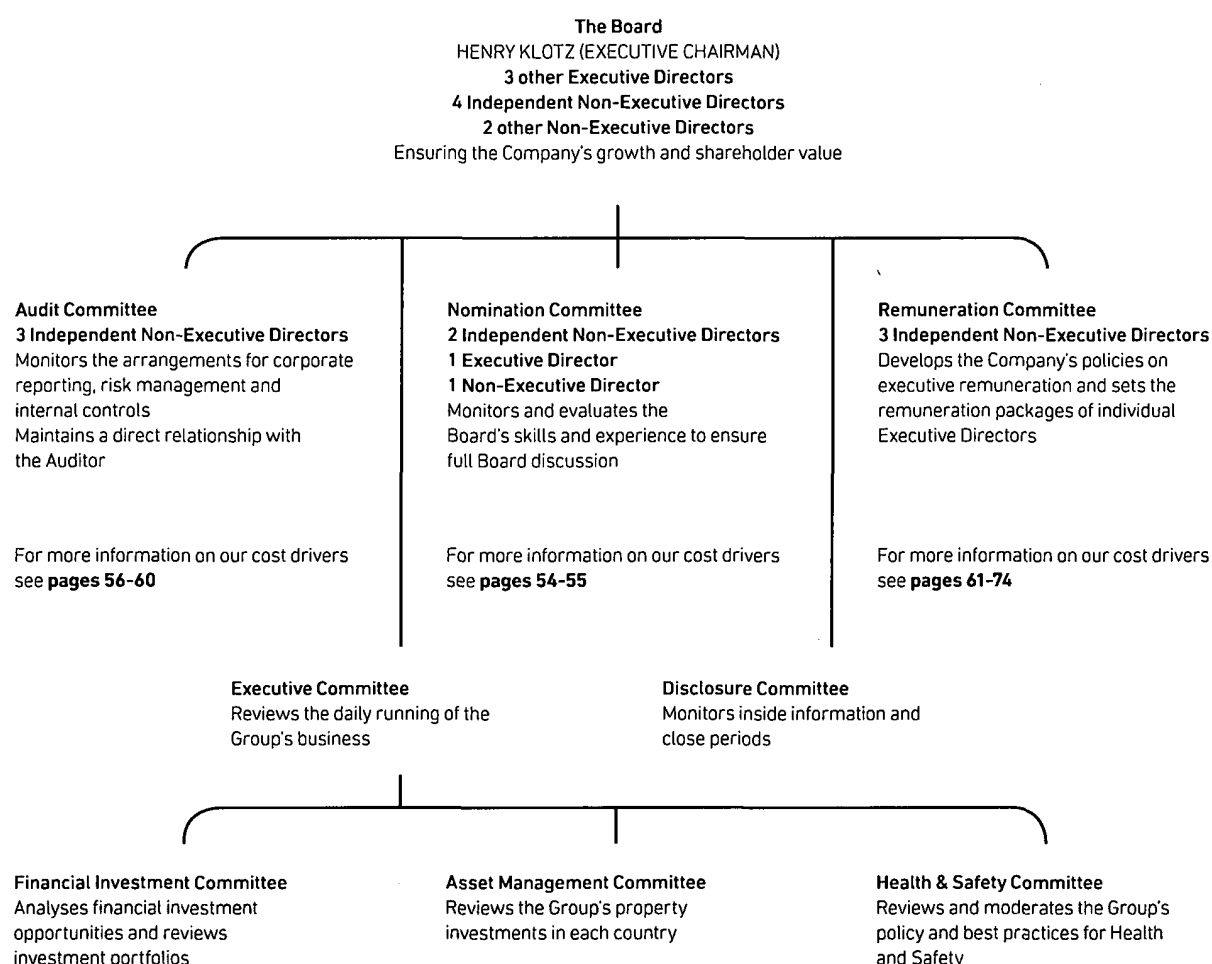 The Board
HENRY KLOTZ (EXECUTIVE CHAIRMAN)
3 other Executive Directors
4 Independent Non-Executive Directors
2 other Non-Executive Directors
Ensuring the Company's growth and shareholder value
Audit Committee
3 Independent Non-Executive Directors
Monitors the arrangements for corporate
reporting, risk management and
internal controls
Maintains a direct relationship with
the Auditor
For more information on our cost drivers
see pages 56-60
Nomination Committee
2 Independent Non-Executive Directors
1 Executive Director
1 Non-Executive Director
Monitors and evaluates the
Board's skills and experience to ensure
full Board discussion
For more information on our cost drivers
see pages 54-55
Remuneration Committee
3 Independent Non-Executive Directors
Develops the Company's policies on
executive remuneration and sets the
remuneration packages of individual
Executive Directors
For more information on our cost drivers
see pages 61-74
Executive Committee
Reviews the daily running of the
Group's business
Disclosure Committee
Monitors inside information and
close periods
Financial Investment Committee
Analyses financial investment
opportunities and reviews
investment portfolios
Asset Management Committee
Reviews the Group's property
investments in each country
Health & Safety Committee
Reviews and moderates the Group's
policy and best practices for Health
and Safety